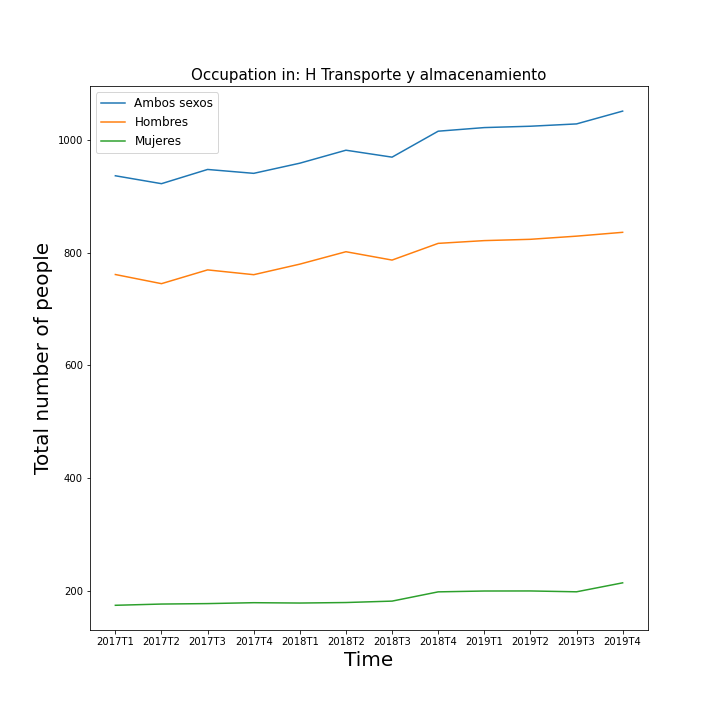 Occupation in: H Transporte y almacenamiento
Ambos sexos
Hombres
Mujeres
Total number of people
1000
800
600
400
200
2017T1 2017T2 2017T3 2017T4 2018T1 2018T2 2018T3 2018T4 2019T1 2019T2 2019T3 2019T4
Time